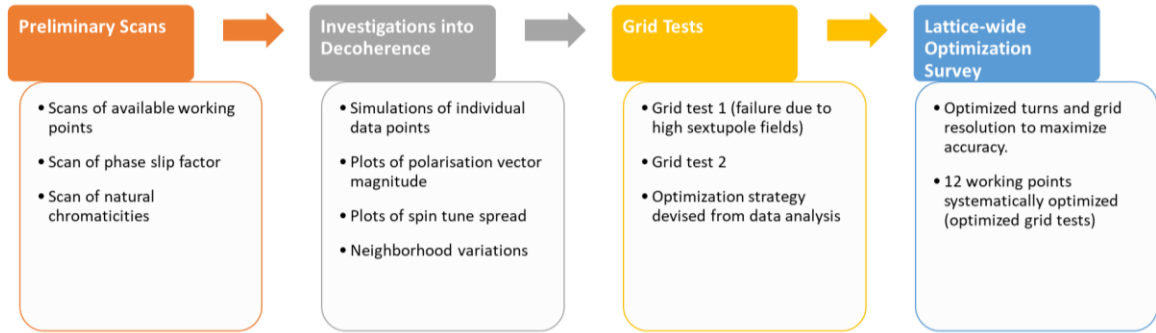 Preliminary Scans
• Scans of available working
points
• Scan of phase slip factor
• Scan of natural
chromaticities
Investigations into
Decoherence
• Simulations of individual
data points
• Plots of polarisation vector
magnitude
• Plots of spin tune spread
• Neighborhood variations
Grid Tests
• Grid test 1 (failure due to
high sextupole fields)
• Grid test 2
• Optimization strategy
devised from data analysis
Lattice-wide
Optimization
Survey
• Optimized turns and grid
resolution to maximize
accuracy.
• 12 working points
systematically optimized
(optimized grid tests)